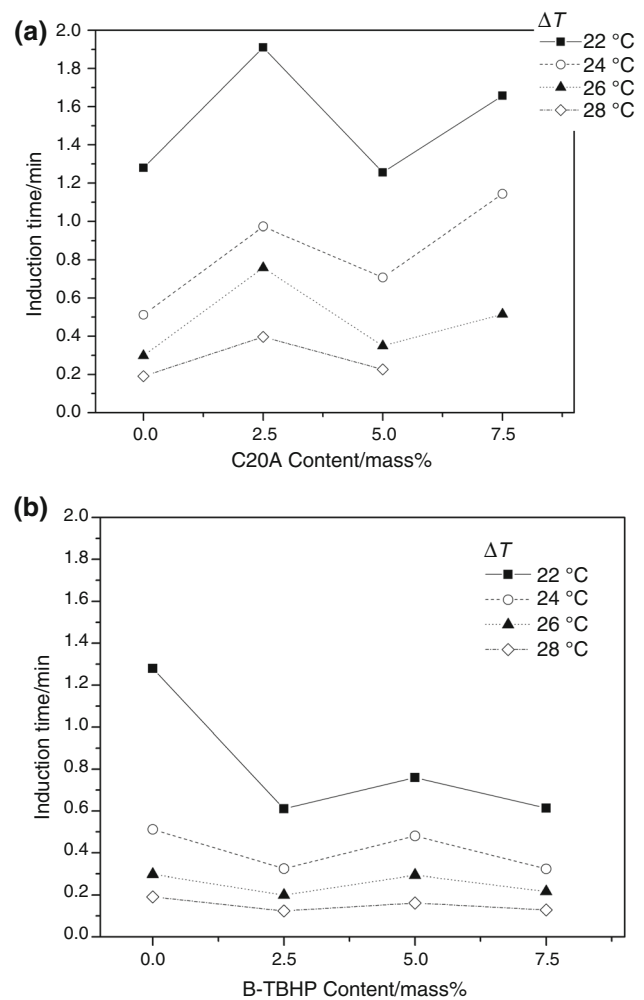 (a)
ΔT
22 °C
24 °C
26 °C
28 °C
2.0
1.8
1.6
1.4
1.2
1.0
0.8
0.6
0.4
0.2
0.0
Induction time/min
0.0 2.5 5.0 7.5
C20A Content/mass%
(b)
ΔT
22 °C
24 °C
26 °C
28 °C
2.0
1.8
1.6
1.4
1.2
1.0
0.8
0.6
0.4
0.2
0.0
Induction time/min
0.0 2.5 5.0 7.5
B-TBHP Content/mass%